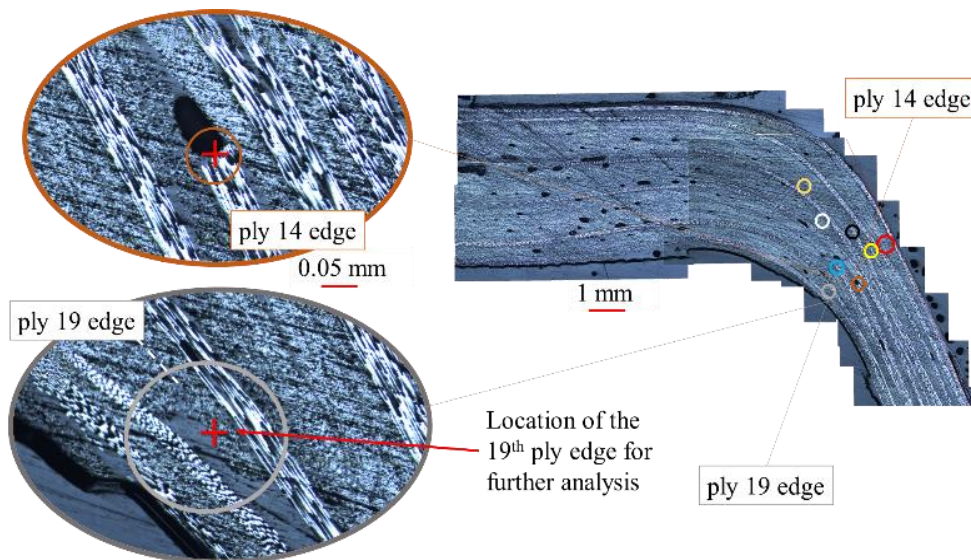 ply 14 edge
ply 14 edge
0.05 mm
ply 19 edge
1 mm
Location of the
19th ply edge for
further analysis
ply 19 edge